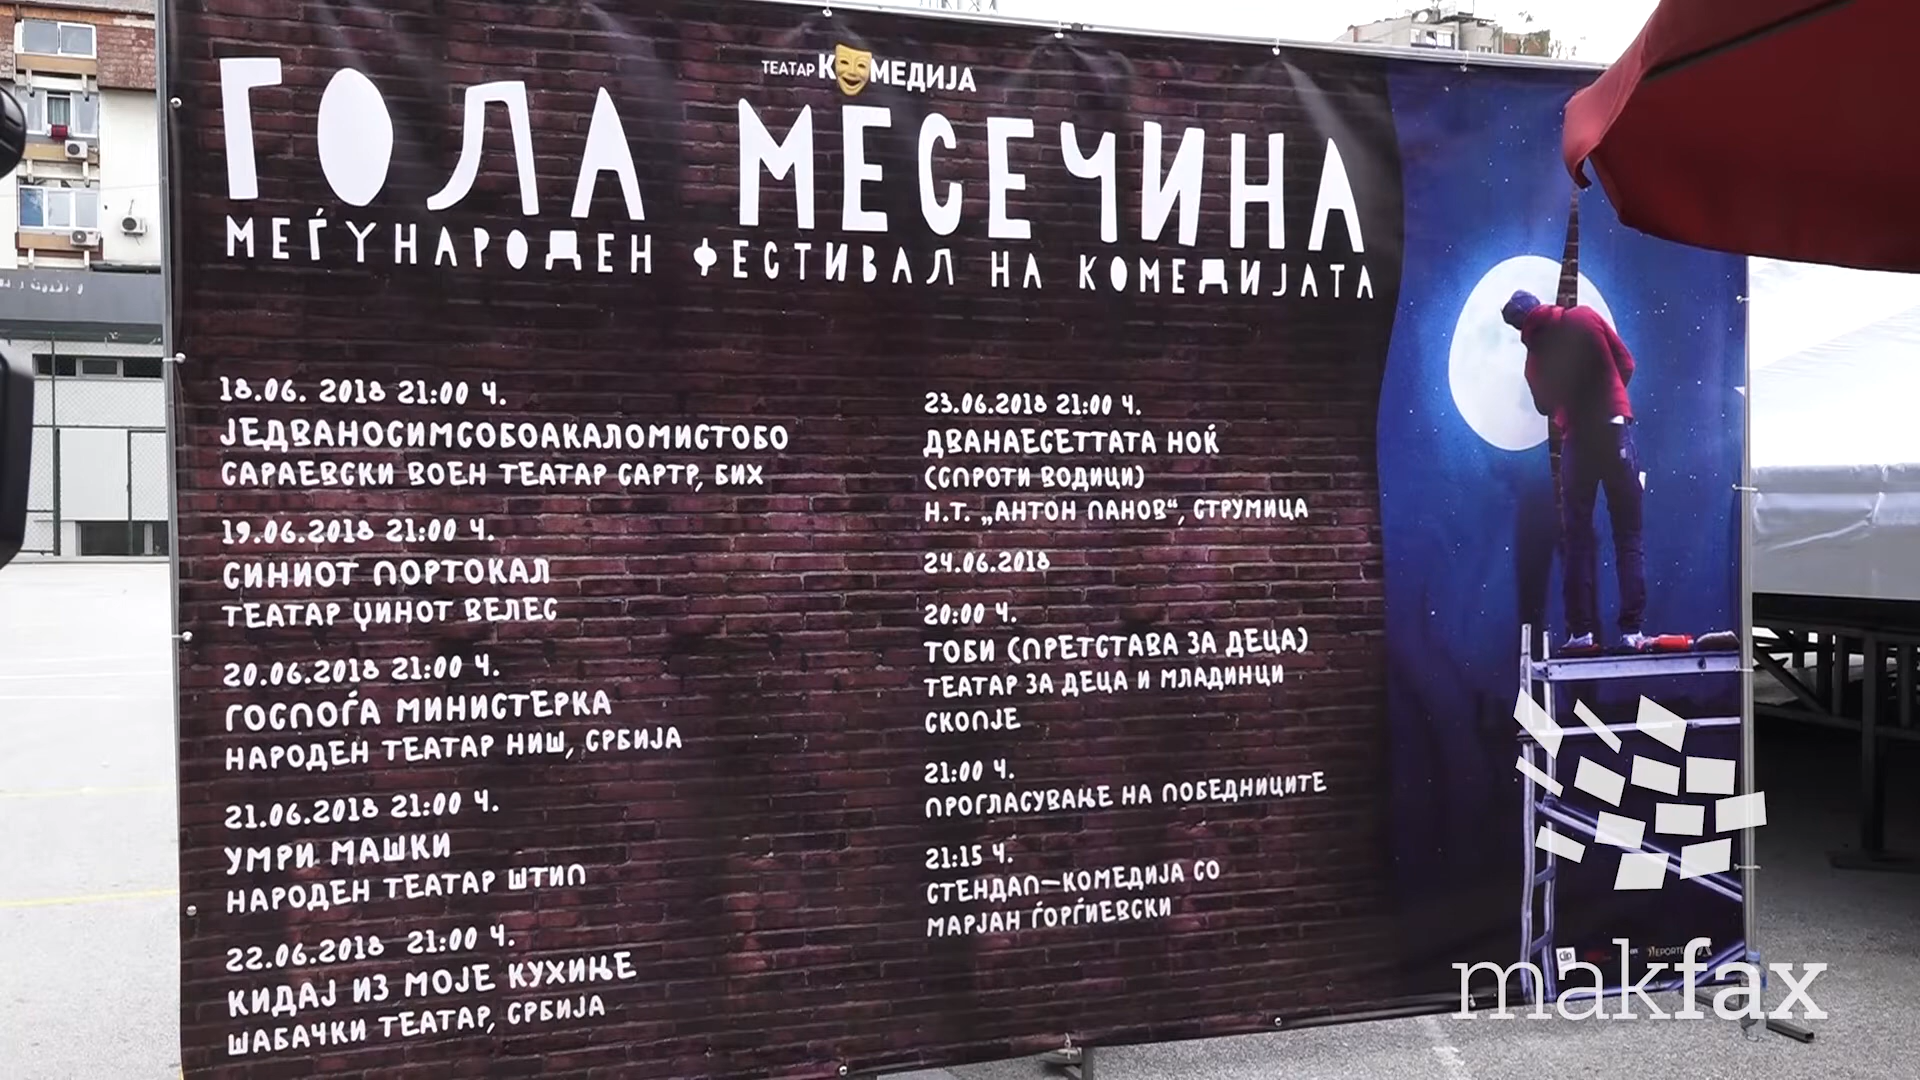 ТЕАТАР КОМЕДИЈА
ГОЛА МЕСЕЧИНА
МЕЃУНАРОДЕН ФЕСТИВАЛ НА КОМЕДИЈАТА
18.06. 2018 21:00 Ч.
ЈЕДВАНОСИМСОБОАКАЛОМИСТОБО
САРАЕВСКИ ВОЕН ТЕАТАР САРТР, БИХ
19.06.2018 21:00 Ч.
СИНИОТ ПОРТОКАЛ
ТЕАТАР ЏИНОТ ВЕЛЕС
20.06.2018 21:00 Ч.
ГОСПОЃА МИНИСТЕРКА
НАРОДЕН ТЕАТАР НИШ, СРБИЈА
21.06.2018 21:00 Ч.
УМРИ МАШКИ
НАРОДЕН ТЕАТАР ШТИП
22.06.2018 21:00 Ч.
КИДАЈ ИЗ МОЈЕ КУХИЊЕ
ШАБАЧКИ ТЕАТАР, СРБИЈА
23.06.2018 21:00 Ч.
ДВАНАЕСЕТТАТА НОЌ
(СПРОТИ ВОДИЦИ)
Н.Т. „АНТОН ПАНОВ“, СТРУМИЦА
24.06.2018
20:00 Ч.
ТОБИ (ПРЕТСТАВА ЗА ДЕЦА)
ТЕАТАР ЗА ДЕЦА И МЛАДИНЦИ
СКОПЈЕ
21:00 Ч.
ПРОГЛАСУВАЊЕ НА ПОБЕДНИЦИТЕ
21:15 Ч.
СТЕНДАП-КОМЕДИЈА СО
МАРЈАН ЃОРЃИЕВСКИ
makfax